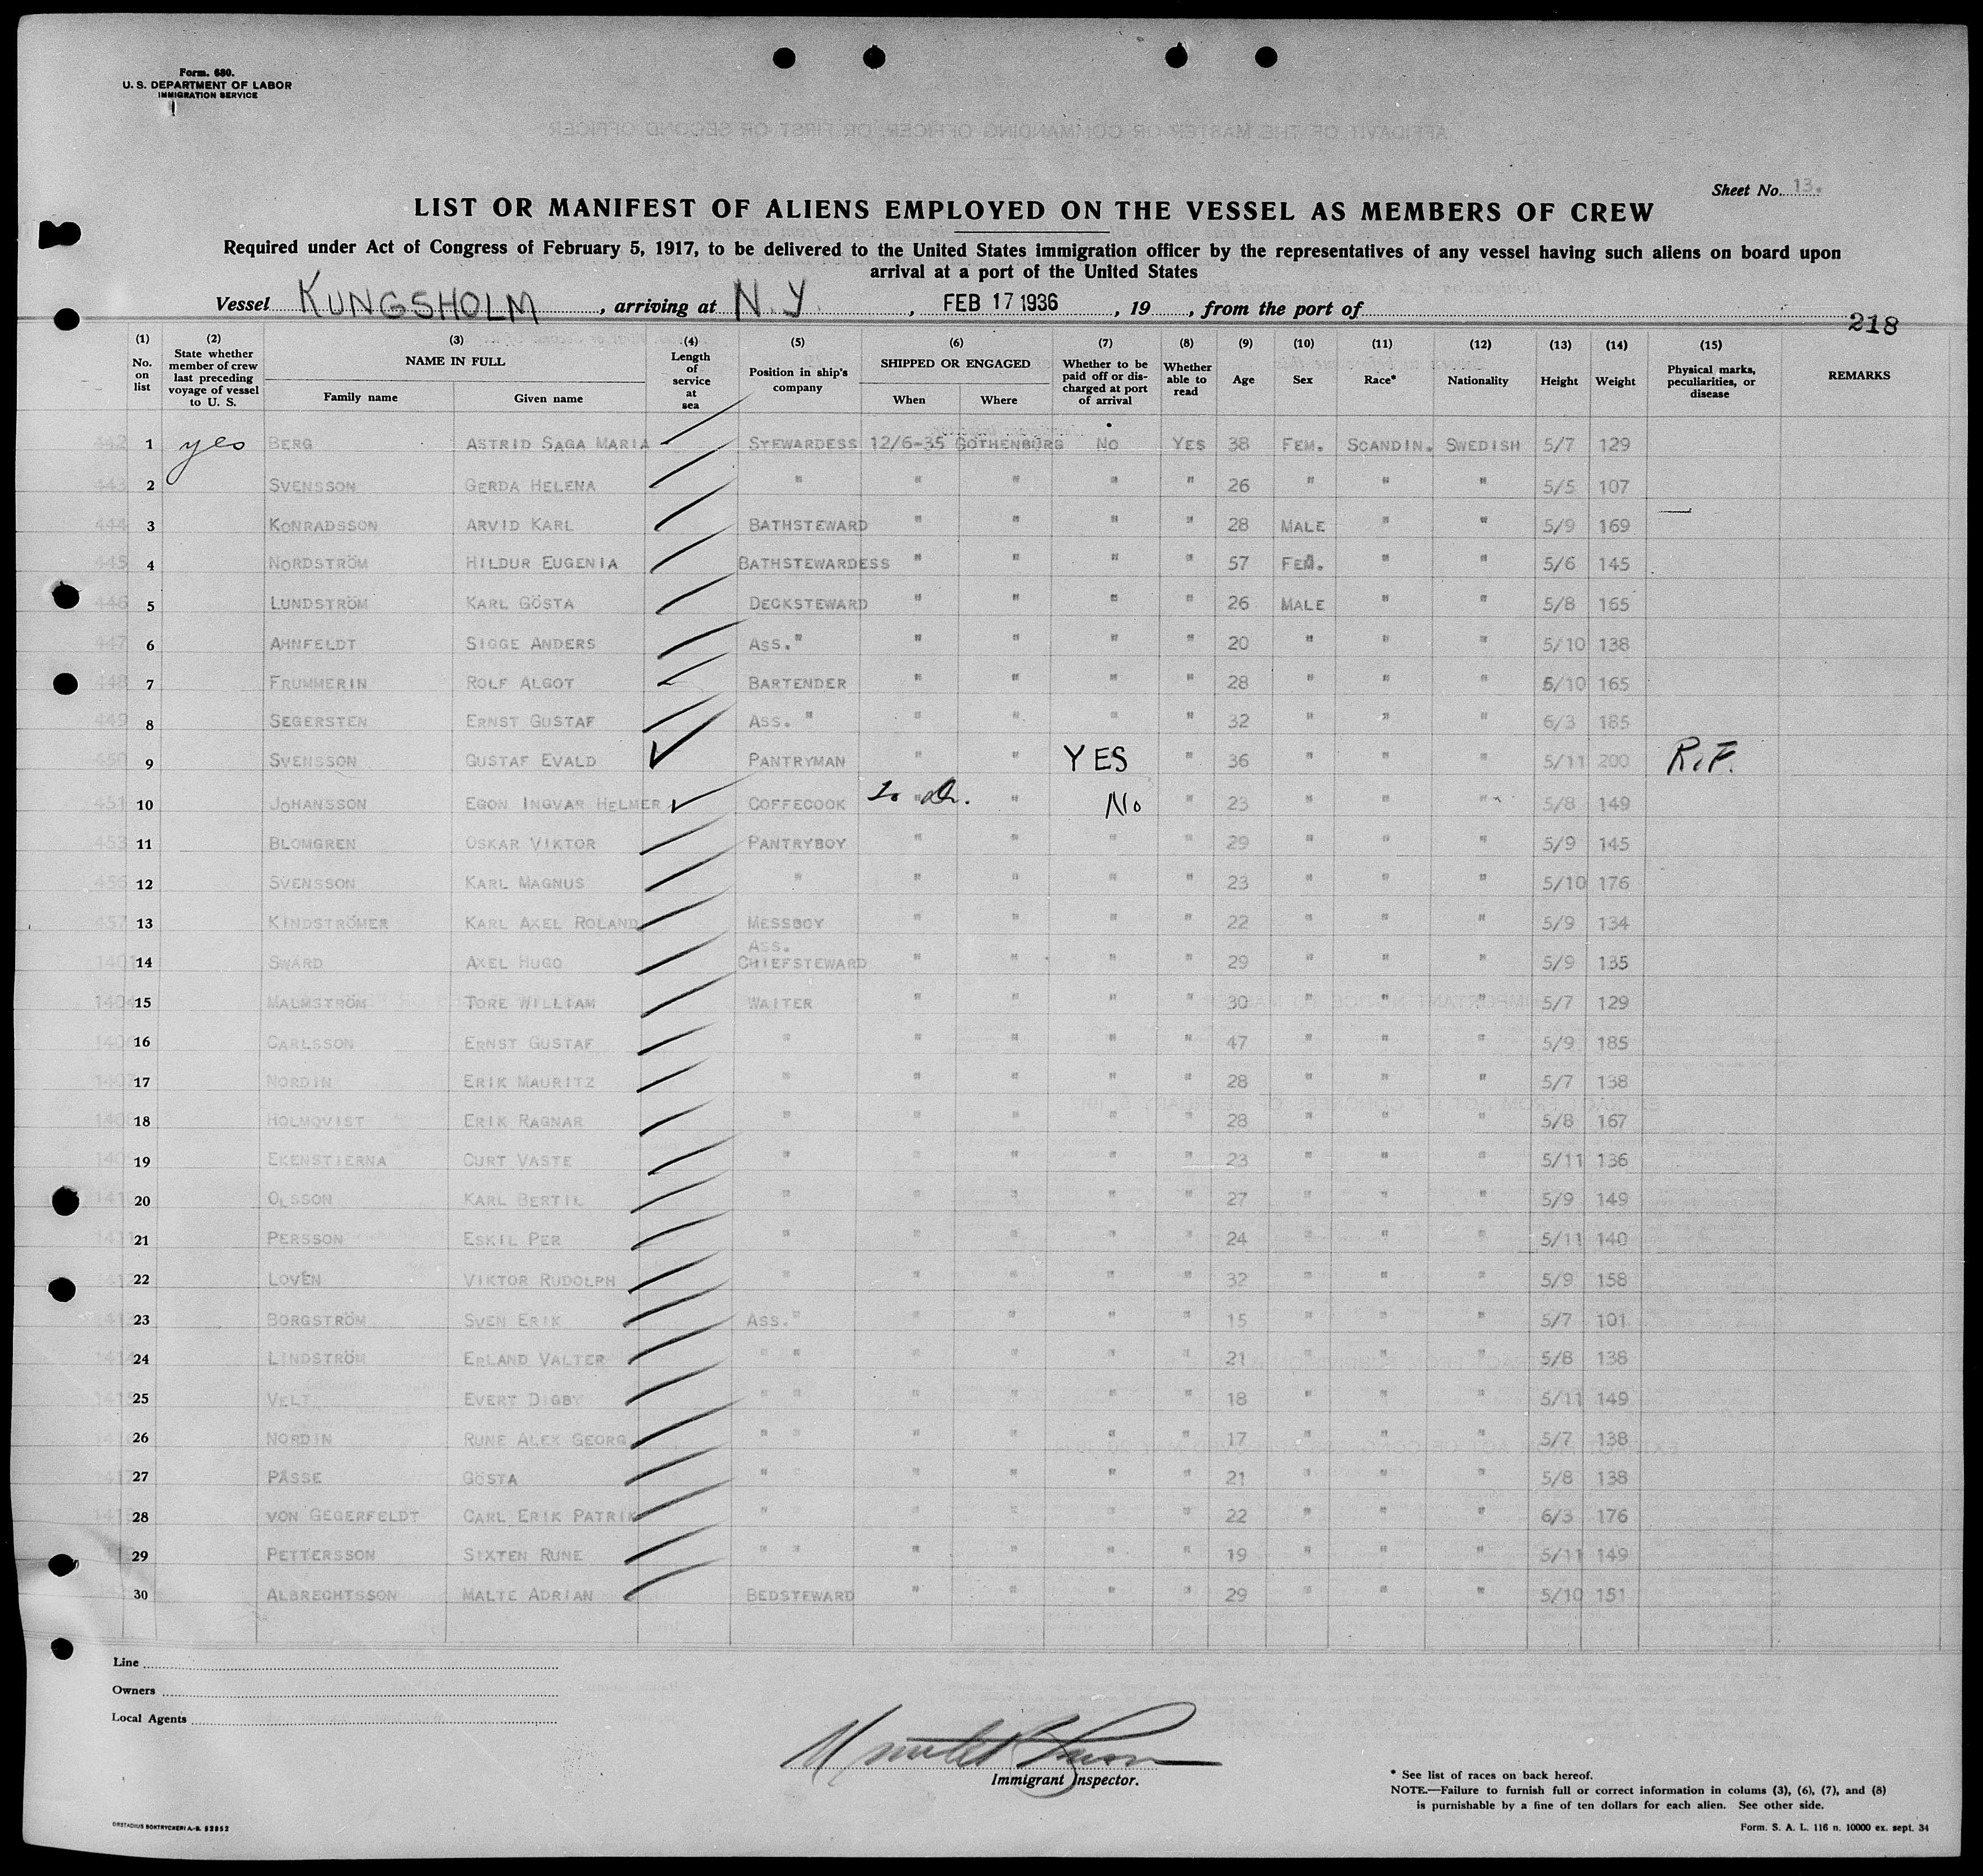 Form. 680.
U. S. DEPARTMENT OF LABOR
IMMIGRATION SERVICE
Sheet No. 13.
LIST OR MANIFEST OF ALIENS EMPLOYED ON THE VESSEL AS MEMBERS OF CREW
Required under Act of Congress of February 5, 1917, to be delivered to the United States immigration officer by the representatives of any vessel having such aliens on board upon
arrival at a port of the United States
Vessel KUNGSHOLM, arriving at N.Y., FEB 17 1936, 19, from the port of
218
(1) No. on list (2) State whether member of crew last preceding voyage of vessel to U. S. (3) NAME IN FULL Family name Given name (4) Length of service at sea (5) Position in ship's company (6) SHIPPED OR ENGAGED When Where (7) Whether to be paid off or discharged at port of arrival (8) Whether able to read (9) Age (10) Sex (11) Race* (12) Nationality (13) Height (14) Weight (15) Physical marks, peculiarities, or disease REMARKS
442 1 yes BERG ASTRID SAGA MARIA STEWARDESS 12/6-35 GOTHENBURG NO YES 38 FEM. SCANDIN. SWEDISH 5/7 129
443 2 SVENSSON GERDA HELENA " " " " " 26 " " " 5/5 107
444 3 KONRADSSON ARVID KARL BATHSTEWARD " " " " 28 MALE " " 5/9 169
445 4 NORDSTRÖM HILDUR EUGENIA BATHSTEWARDESS " " " " 57 FEM. " " 5/6 145
446 5 LUNDSTRÖM KARL GÖSTA DECKSTEWARD " " " " 26 MALE " " 5/8 165
447 6 AHNFELDT SIGGE ANDERS ASS. " " " " " 20 " " " 5/10 138
448 7 FRUMMERIN ROLF ALGOT BARTENDER " " " " 28 " " " 5/10 165
449 8 SEGERSTEN ERNST GUSTAF ASS. " " " " " 32 " " " 6/3 185
450 9 SVENSSON GUSTAF EVALD PANTRYMAN " " YES " 36 " " " 5/11 200 R.F.
451 10 JOHANSSON EGON INGVAR HELMER COFFECOOK " " No " 23 " " " 5/8 149
453 11 BLOMGREN OSKAR VIKTOR PANTRYBOY " " " " 29 " " " 5/9 145
456 12 SVENSSON KARL MAGNUS " " " " " 23 " " " 5/10 176
457 13 KINDSTRÖMER KARL AXEL ROLAND MESSBOY " " " " 22 " " " 5/9 134
14 SWÄRD AXEL HUGO ASS. CHIEFSTEWARD " " " " 29 " " " 5/9 135
15 MALMSTRÖM TORE WILLIAM WAITER " " " " 30 " " " 5/7 129
16 CARLSSON ERNST GUSTAF " " " " " 47 " " " 5/9 185
17 NORDIN ERIK MAURITZ " " " " " 28 " " " 5/7 138
18 HOLMQVIST ERIK RAGNAR " " " " " 28 " " " 5/8 167
19 EKENSTIERNA CURT VASTE " " " " " 23 " " " 5/11 136
20 OLSSON KARL BERTIL " " " " " 27 " " " 5/9 149
21 PERSSON ESKIL PER " " " " " 24 " " " 5/11 140
22 LOVÉN VIKTOR RUDOLPH " " " " " 32 " " " 5/9 158
23 BORGSTRÖM SVEN ERIK ASS. " " " " " 15 " " " 5/7 101
24 LINDSTRÖM ERLAND VALTER " " " " " " 21 " " " 5/8 138
25 VELT EVERT DIGBY " " " " " " 18 " " " 5/11 149
26 NORDIN RUNE ALEX GEORG " " " " " " 17 " " " 5/7 138
27 PASSE GÖSTA " " " " " " 21 " " " 5/8 138
28 VON GEGERFELDT CARL ERIK PATRIK " " " " " " 22 " " " 6/3 176
29 PETTERSSON SIXTEN RUNE " " " " " " 19 " " " 5/11 149
30 ALBRECHTSSON MALTE ADRIAN BEDSTEWARD " " " " 29 " " " 5/10 151
Line
Owners
Local Agents
Immigrant Inspector.
* See list of races on back hereof.
NOTE.—Failure to furnish full or correct information in colums (3), (6), (7), and (8)
is purnishable by a fine of ten dollars for each alien. See other side.
Form. S. A. L. 116 n. 10000 ex. sept. 34